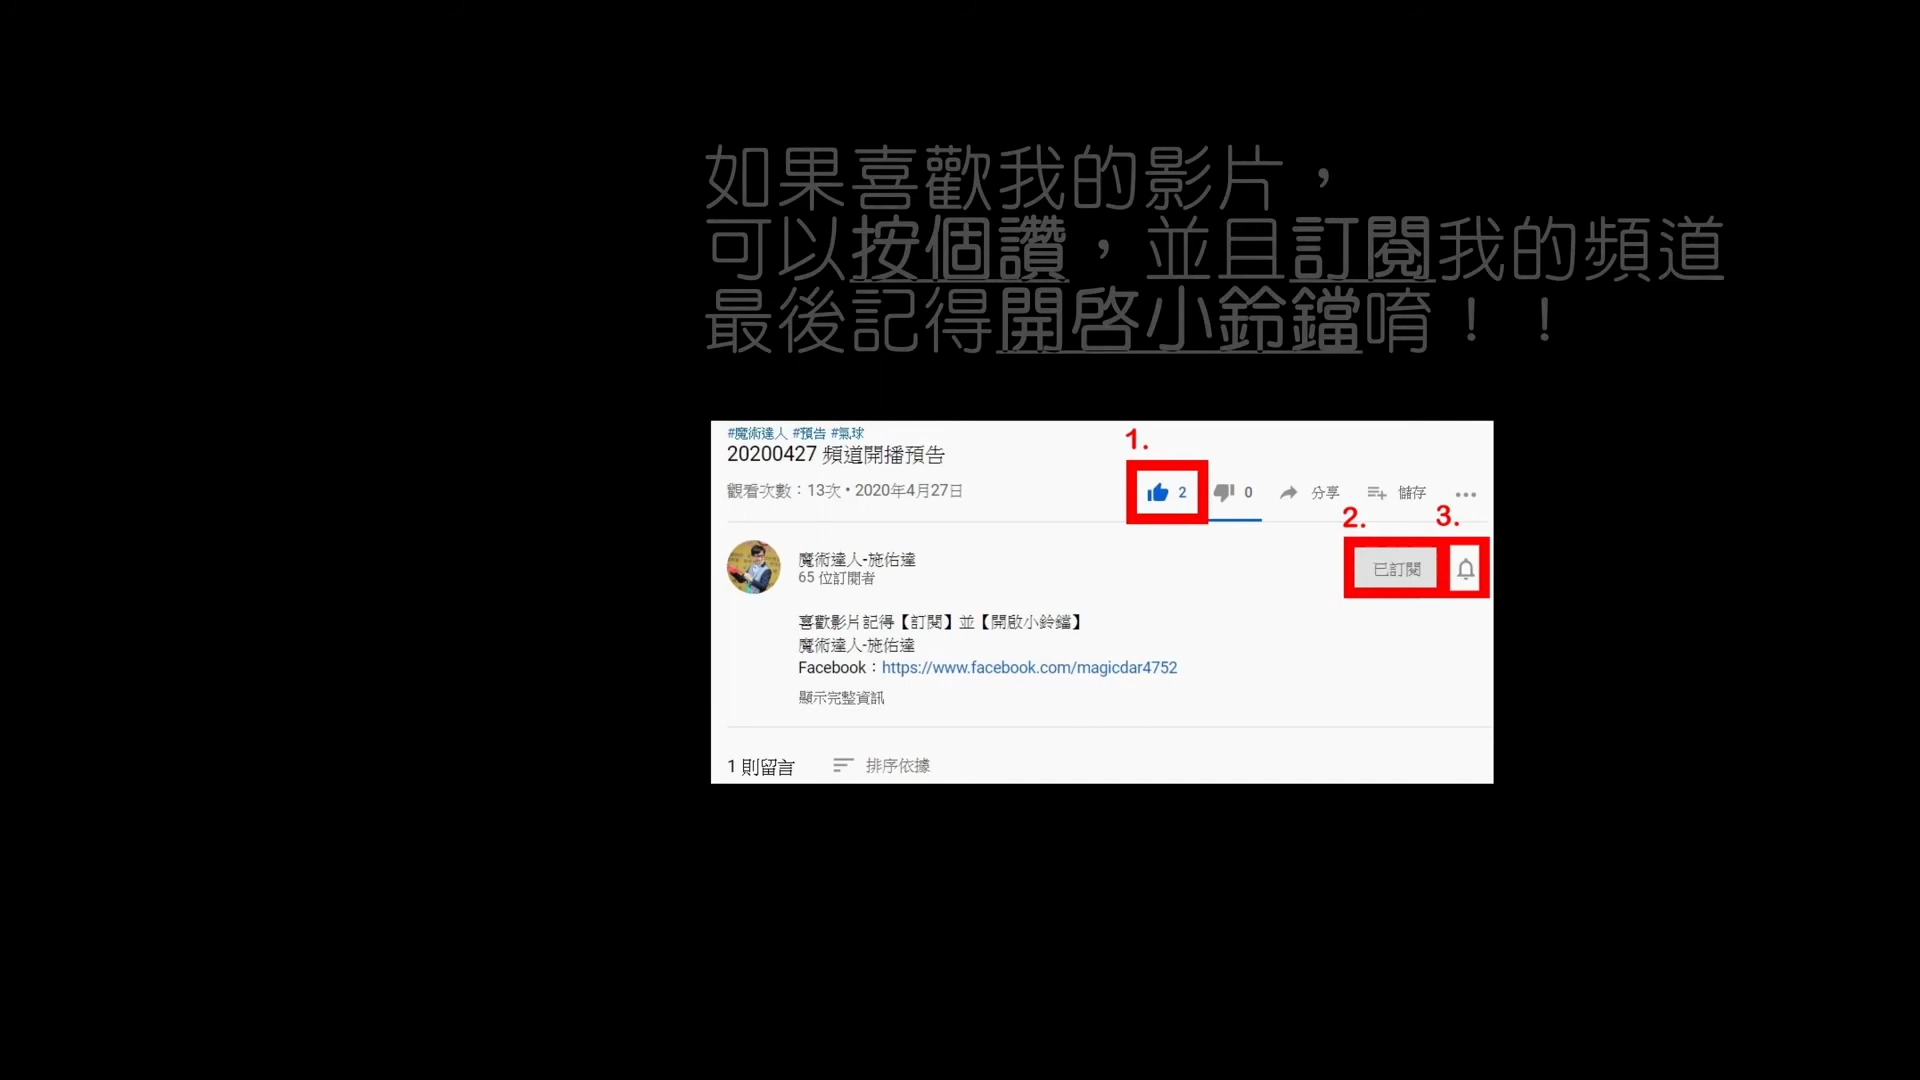 如果喜歡我的影片，
可以按個讚，並且訂閱我的頻道
最後記得開啓小鈴鐺唷！！
#魔術達人 #預告 #氣球
20200427 頻道開播預告
觀看次數：13次 • 2020年4月27日
1.
2
0
分享
儲存
2.
3.
魔術達人-施佑達
65 位訂閱者
已訂閱
喜歡影片記得【訂閱】並【開啟小鈴鐺】
魔術達人-施佑達
Facebook：https://www.facebook.com/magicdar4752
顯示完整資訊
1 則留言
排序依據